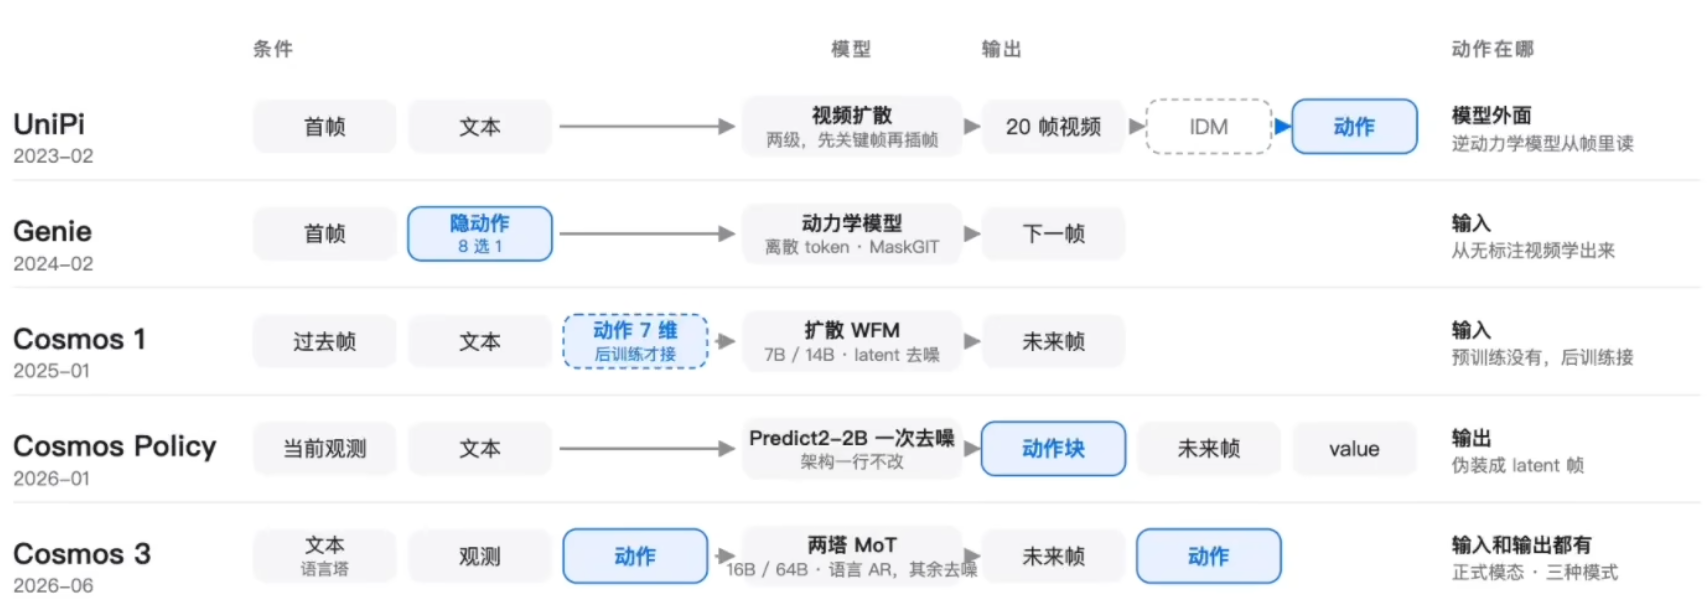 条件
模型
输出
动作在哪
UniPi
2023-02
首帧
文本
视频扩散
两级，先关键帧再插帧
20 帧视频
IDM
动作
模型外面
逆动力学模型从帧里读
Genie
2024-02
首帧
隐动作
8 选 1
动力学模型
离散 token · MaskGIT
下一帧
输入
从无标注视频学出来
Cosmos 1
2025-01
过去帧
文本
动作 7 维
后训练才接
扩散 WFM
7B / 14B · latent 去噪
未来帧
输入
预训练没有，后训练接
Cosmos Policy
2026-01
当前观测
文本
Predict2-2B 一次去噪
架构一行不改
动作块
未来帧
value
输出
伪装成 latent 帧
Cosmos 3
2026-06
文本
语言塔
观测
动作
两塔 MoT
16B / 64B · 语言 AR，其余去噪
未来帧
动作
输入和输出都有
正式模态 · 三种模式